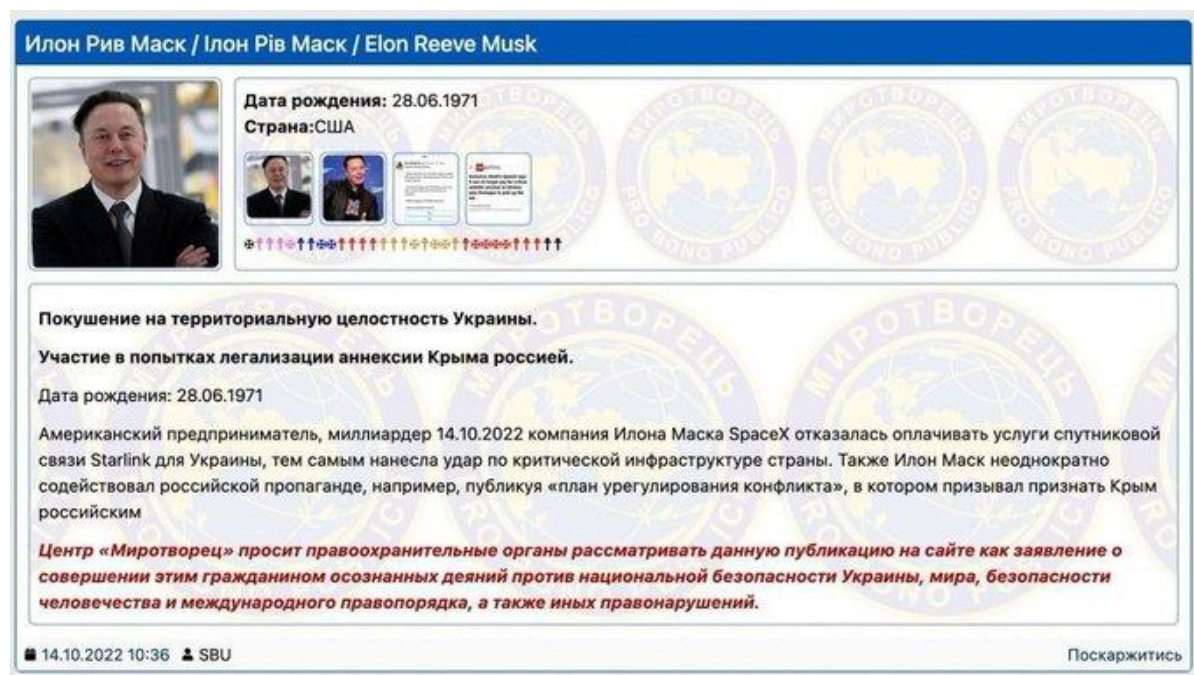 Илон Рив Маск / Ілон Рів Маск / Elon Reeve Musk
Дата рождения: 28.06.1971
Страна:США
Покушение на территориальную целостность Украины.
Участие в попытках легализации аннексии Крыма россией.
Дата рождения: 28.06.1971
Американский предприниматель, миллиардер 14.10.2022 компания Илона Маска SpaceX отказалась оплачивать услуги спутниковой
связи Starlink для Украины, тем самым нанесла удар по критической инфраструктуре страны. Также Илон Маск неоднократно
содействовал российской пропаганде, например, публикуя «план урегулирования конфликта», в котором призывал признать Крым
российским
Центр «Миротворец» просит правоохранительные органы рассматривать данную публикацию на сайте как заявление о
совершении этим гражданином осознанных деяний против национальной безопасности Украины, мира, безопасности
человечества и международного правопорядка, а также иных правонарушений.
14.10.2022 10:36 SBU
Поскаржитись
МИРОТВОРЕЦЬ
PRO BONO PUBLICO